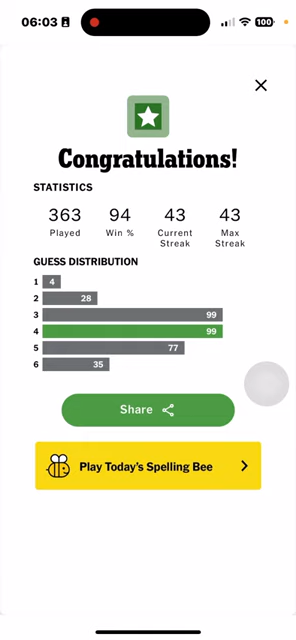 06:03
100
Congratulations!
STATISTICS
363 94 43 43
Played Win % Current Streak Max Streak
GUESS DISTRIBUTION
1 4
2 28
3 99
4 99
5 77
6 35
Share
Play Today's Spelling Bee